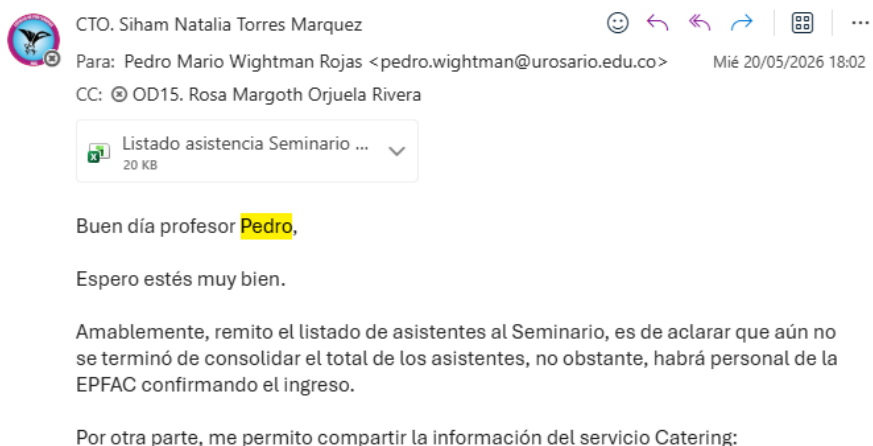 CTO. Siham Natalia Torres Marquez
Para: Pedro Mario Wightman Rojas <pedro.wightman@urosario.edu.co>
Mié 20/05/2026 18:02
CC: OD15. Rosa Margoth Orjuela Rivera
Listado asistencia Seminario ...
20 KB
Buen día profesor Pedro,
Espero estés muy bien.
Amablemente, remito el listado de asistentes al Seminario, es de aclarar que aún no
se terminó de consolidar el total de los asistentes, no obstante, habrá personal de la
EPFAC confirmando el ingreso.
Por otra parte, me permito compartir la información del servicio Catering: